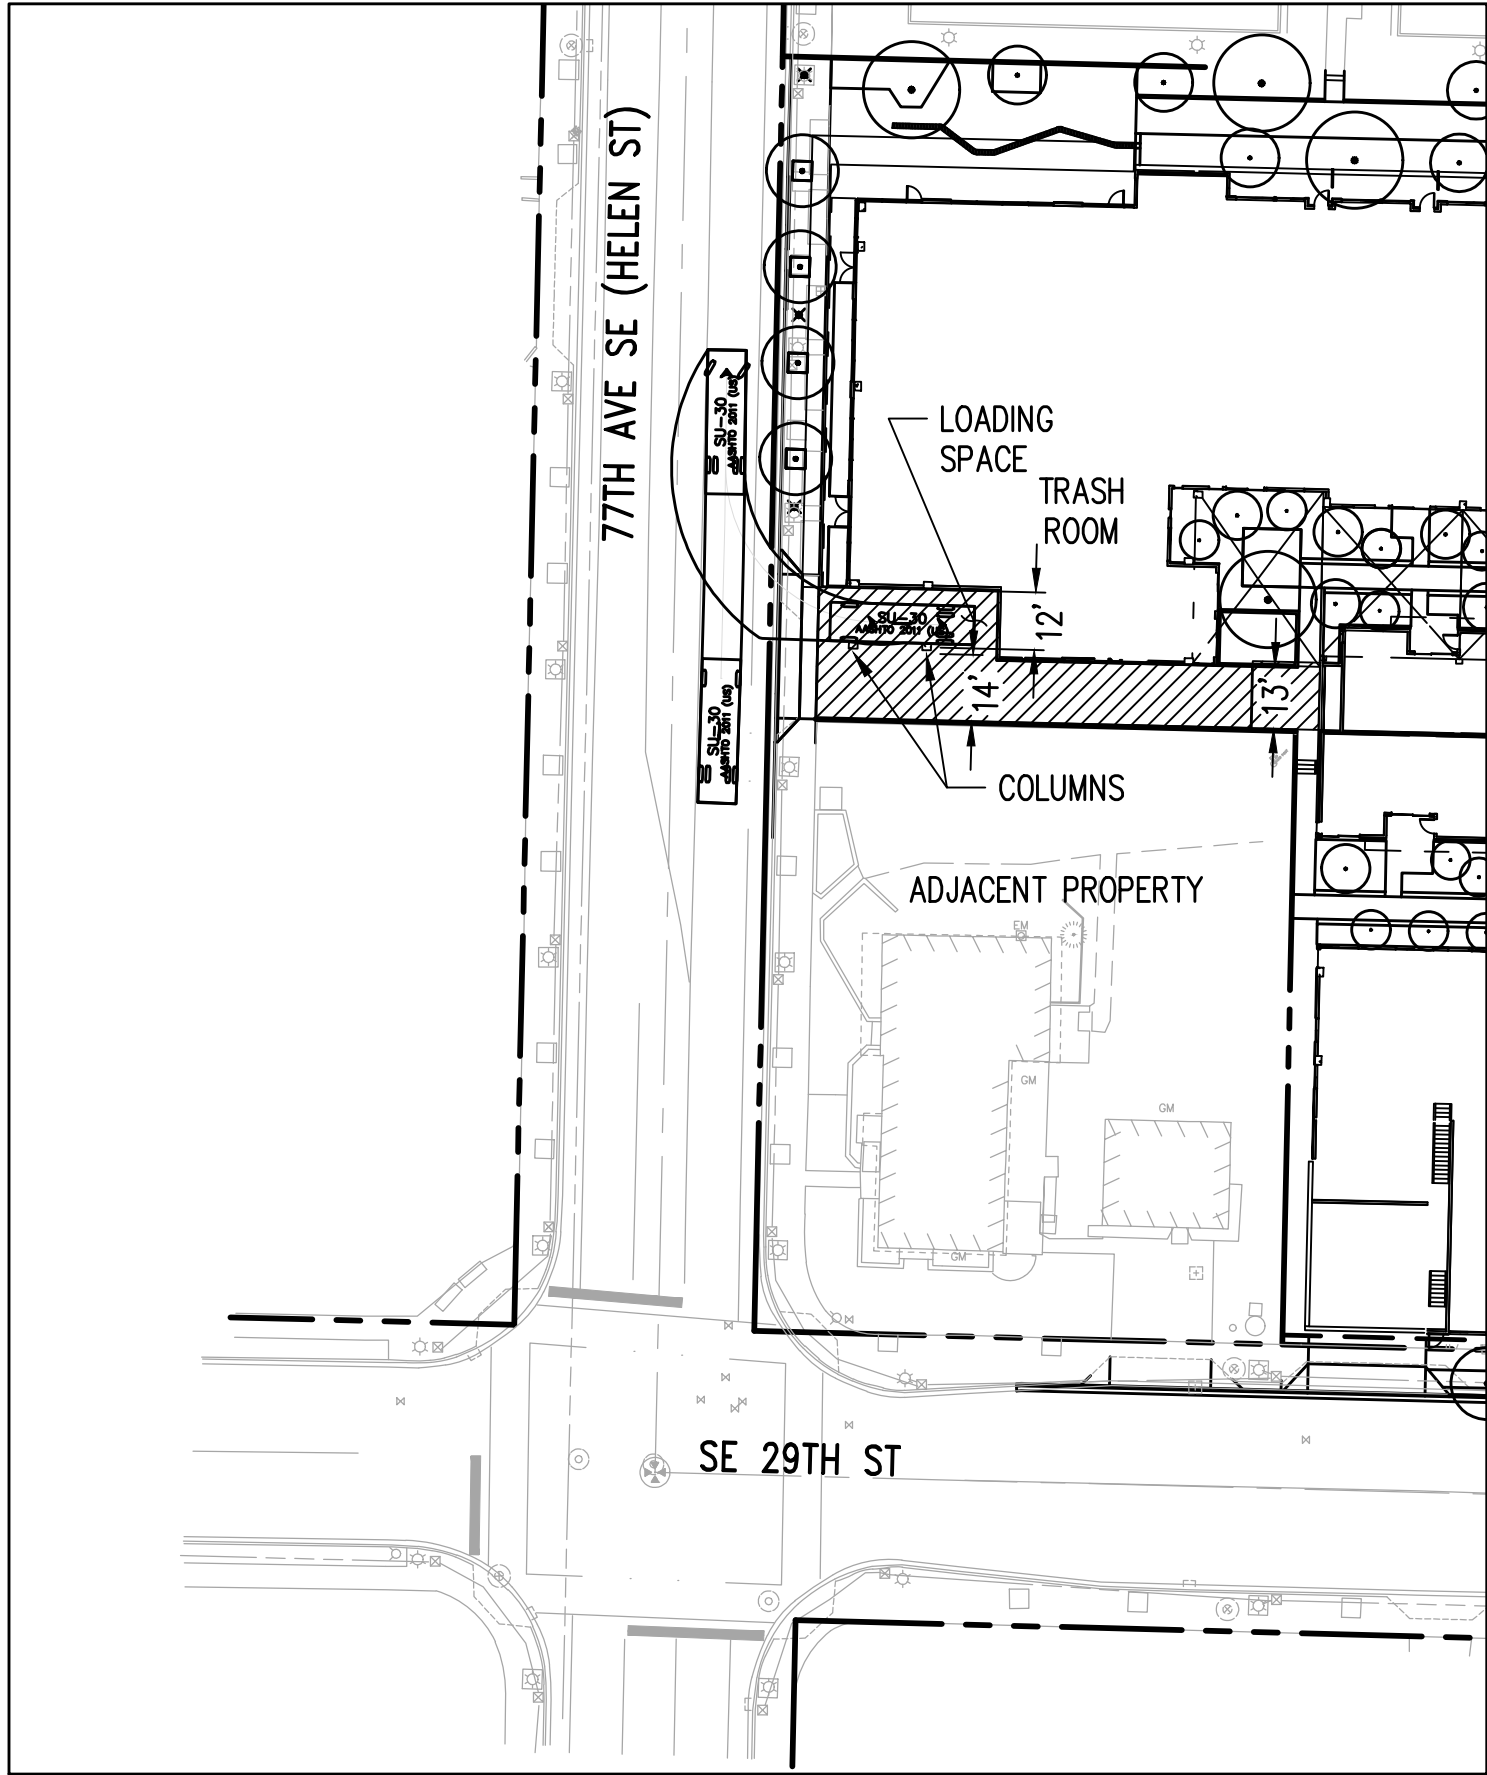 77TH AVE SE (HELEN ST)
LOADING
SPACE
TRASH
ROOM
SU-30
AASHTO 2011 (US)
SU-30
AASHTO 2011 (US)
12'
14'
13'
SU-30
AASHTO 2011 (US)
COLUMNS
ADJACENT PROPERTY
EM
GM
GM
GM
SE 29TH ST